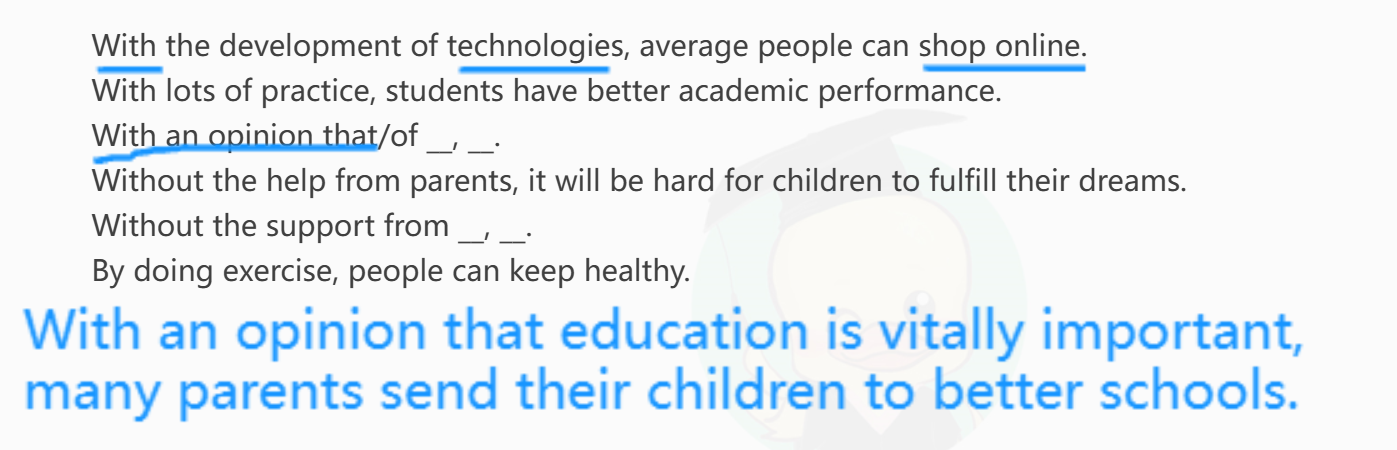 With the development of technologies, average people can shop online.
With lots of practice, students have better academic performance.
With an opinion that/of __, __.
Without the help from parents, it will be hard for children to fulfill their dreams.
Without the support from __, __.
By doing exercise, people can keep healthy.
With an opinion that education is vitally important,
many parents send their children to better schools.